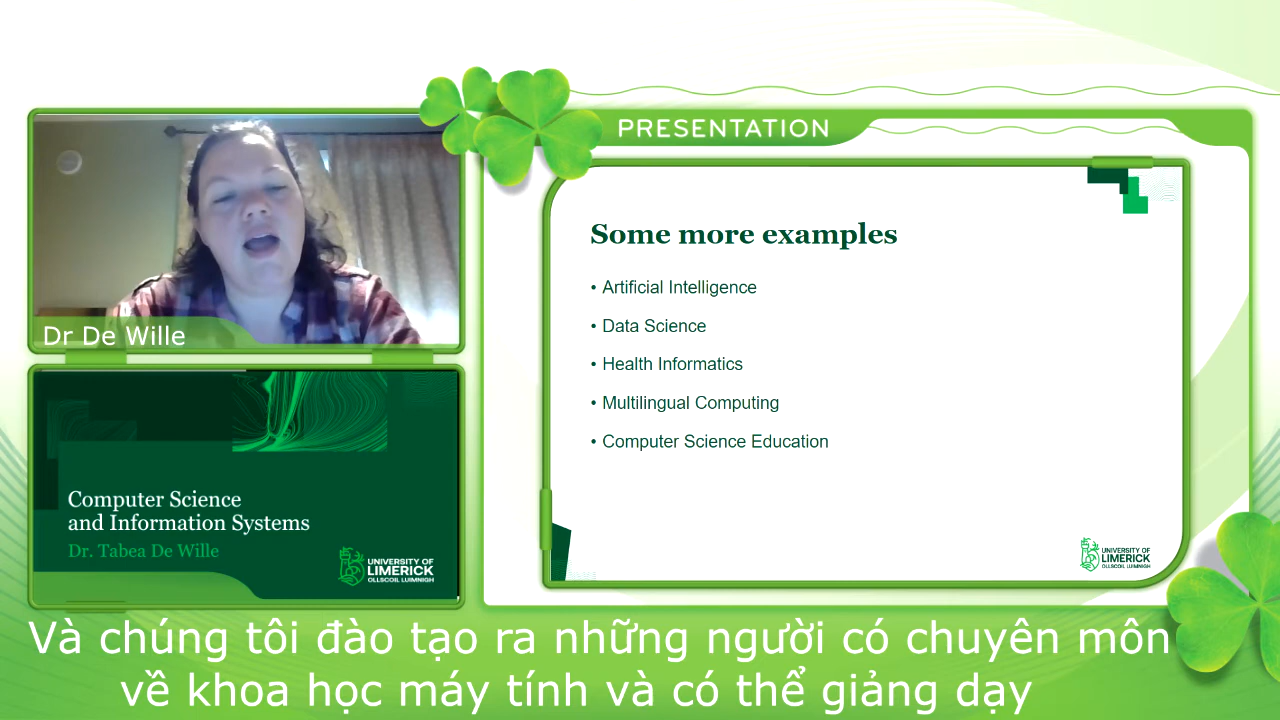 PRESENTATION
Dr De Wille
Some more examples
• Artificial Intelligence
• Data Science
• Health Informatics
• Multilingual Computing
• Computer Science Education
Computer Science
and Information Systems
Dr. Tabea De Wille
UNIVERSITY OF
LIMERICK
OLLSCOIL LUIMNIGH
UNIVERSITY OF
LIMERICK
OLLSCOIL LUIMNIGH
Và chúng tôi đào tạo ra những người có chuyên môn
về khoa học máy tính và có thể giảng dạy